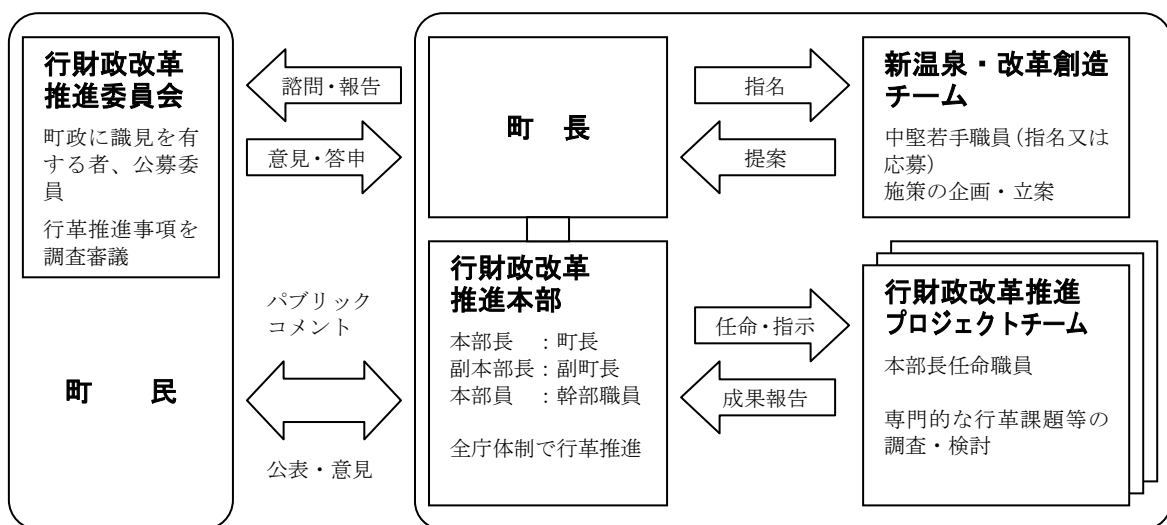 行財政改革
推進委員会
町政に識見を有
する者、公募委
員
行革推進事項を
調査審議
町　民
諮問・報告
意見・答申
パブリック
コメント
公表・意見
町　長
行財政改革
推進本部
本部長　：町長
副本部長：副町長
本部員　：幹部職員
全庁体制で行革推進
指名
提案
任命・指示
成果報告
新温泉・改革創造
チーム
中堅若手職員(指名又は
応募)
施策の企画・立案
行財政改革推進
プロジェクトチーム
本部長任命職員
専門的な行革課題等の
調査・検討